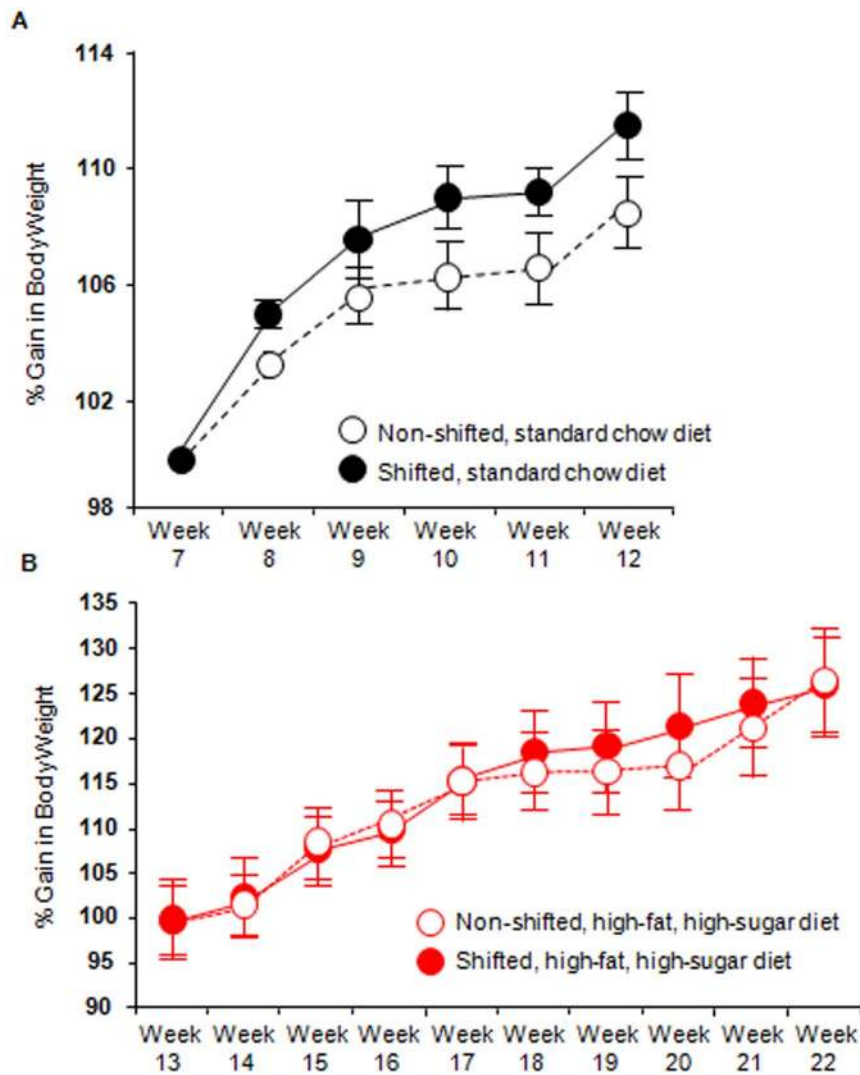 A
114
110
106
102
98
% Gain in BodyWeight
Non-shifted, standard chow diet
Shifted, standard chow diet
Week Week Week Week Week Week
7 8 9 10 11 12
B
135
130
125
120
115
110
105
100
95
90
% Gain in BodyWeight
Non-shifted, high-fat, high-sugar diet
Shifted, high-fat, high-sugar diet
Week Week Week Week Week Week Week Week Week Week
13 14 15 16 17 18 19 20 21 22